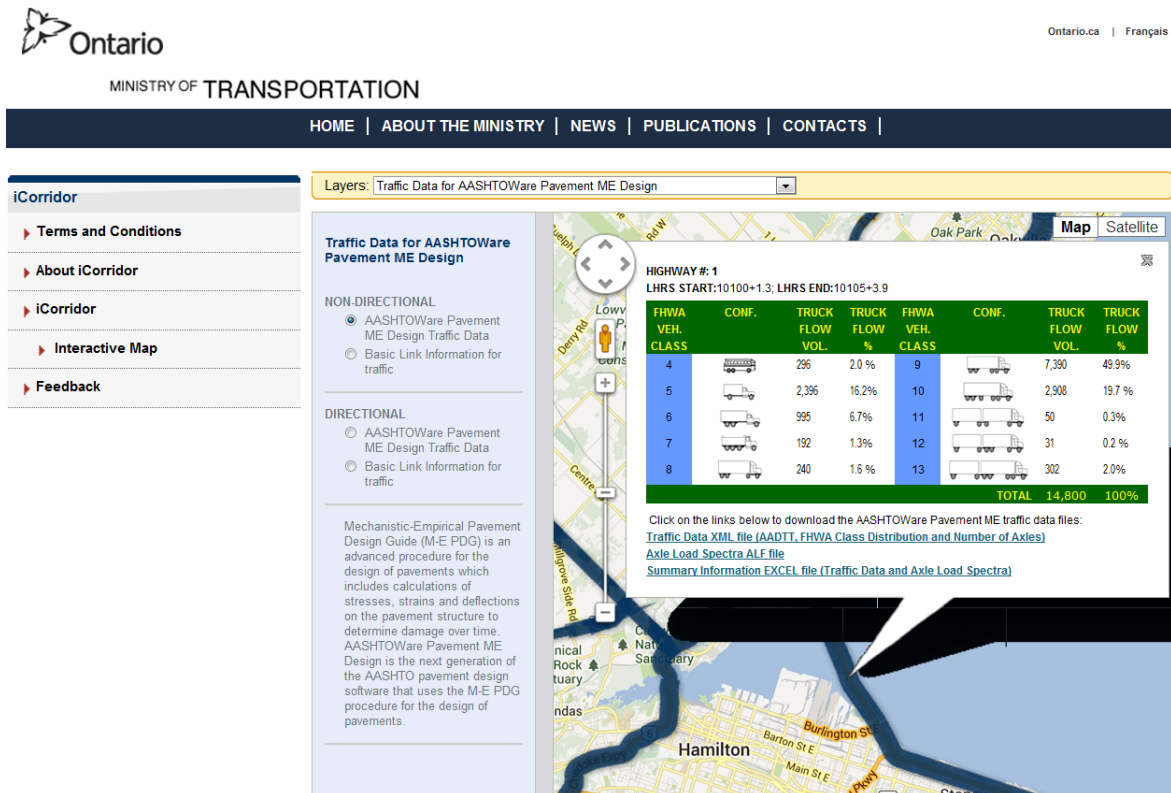 Ontario
Ontario.ca | Français
MINISTRY OF TRANSPORTATION
HOME | ABOUT THE MINISTRY | NEWS | PUBLICATIONS | CONTACTS |
iCorridor
Terms and Conditions
About iCorridor
iCorridor
Interactive Map
Feedback
Layers: Traffic Data for AASHTOWare Pavement ME Design
Traffic Data for AASHTOWare
Pavement ME Design
NON-DIRECTIONAL
AASHTOWare Pavement
ME Design Traffic Data
Basic Link Information for
traffic
DIRECTIONAL
AASHTOWare Pavement
ME Design Traffic Data
Basic Link Information for
traffic
Mechanistic-Empirical Pavement
Design Guide (M-E PDG) is an
advanced procedure for the
design of pavements which
includes calculations of
stresses, strains and deflections
on the pavement structure to
determine damage over time.
AASHTOWare Pavement ME
Design is the next generation of
the AASHTO pavement design
software that uses the M-E PDG
procedure for the design of
pavements.
Oak Park
Map Satellite
HIGHWAY #: 1
LHRS START:10100+1.3; LHRS END:10105+3.9
FHWA VEH. CLASS CONF. TRUCK FLOW VOL. TRUCK FLOW % FHWA VEH. CLASS CONF. TRUCK FLOW VOL. TRUCK FLOW %
4 296 2.0 % 9 7,390 49.9%
5 2,396 16.2% 10 2,908 19.7 %
6 995 6.7% 11 50 0.3%
7 192 1.3% 12 31 0.2 %
8 240 1.6 % 13 302 2.0%
TOTAL 14,800 100%
Click on the links below to download the AASHTOWare Pavement ME traffic data files:
Traffic Data XML file (AADTT, FHWA Class Distribution and Number of Axles)
Axle Load Spectra ALF file
Summary Information EXCEL file (Traffic Data and Axle Load Spectra)
Derry Rd
Centre
Millgrove Side Rd
Sanctuary
Rock
Burlington St E
Barton St E
Main St E
Hamilton
6
Pkwy